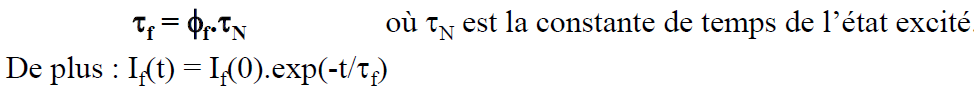 τf = ϕf.τN où τN est la constante de temps de l’état excité
De plus : If(t) = If(0).exp(-t/τf)